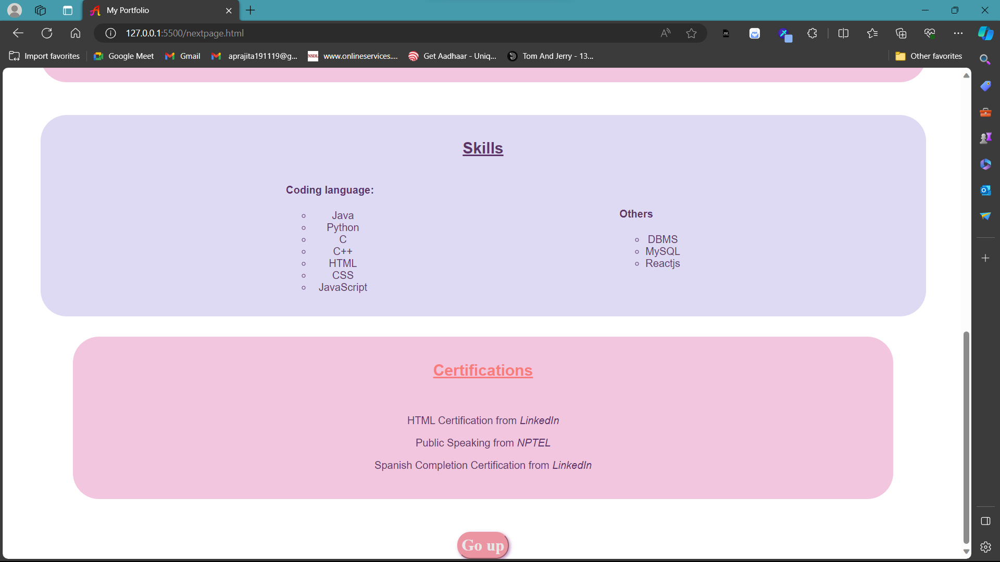 My Portfolio
127.0.0.1:5500/nextpage.html
Import favorites
Google Meet
Gmail
aprajita191119@g...
NSDL
www.onlineservices....
Get Aadhaar - Uniq...
Tom And Jerry - 13...
Other favorites
Skills
Coding language:
Java
Python
C
C++
HTML
CSS
JavaScript
Others
DBMS
MySQL
Reactjs
Certifications
HTML Certification from LinkedIn
Public Speaking from NPTEL
Spanish Completion Certification from LinkedIn
Go up